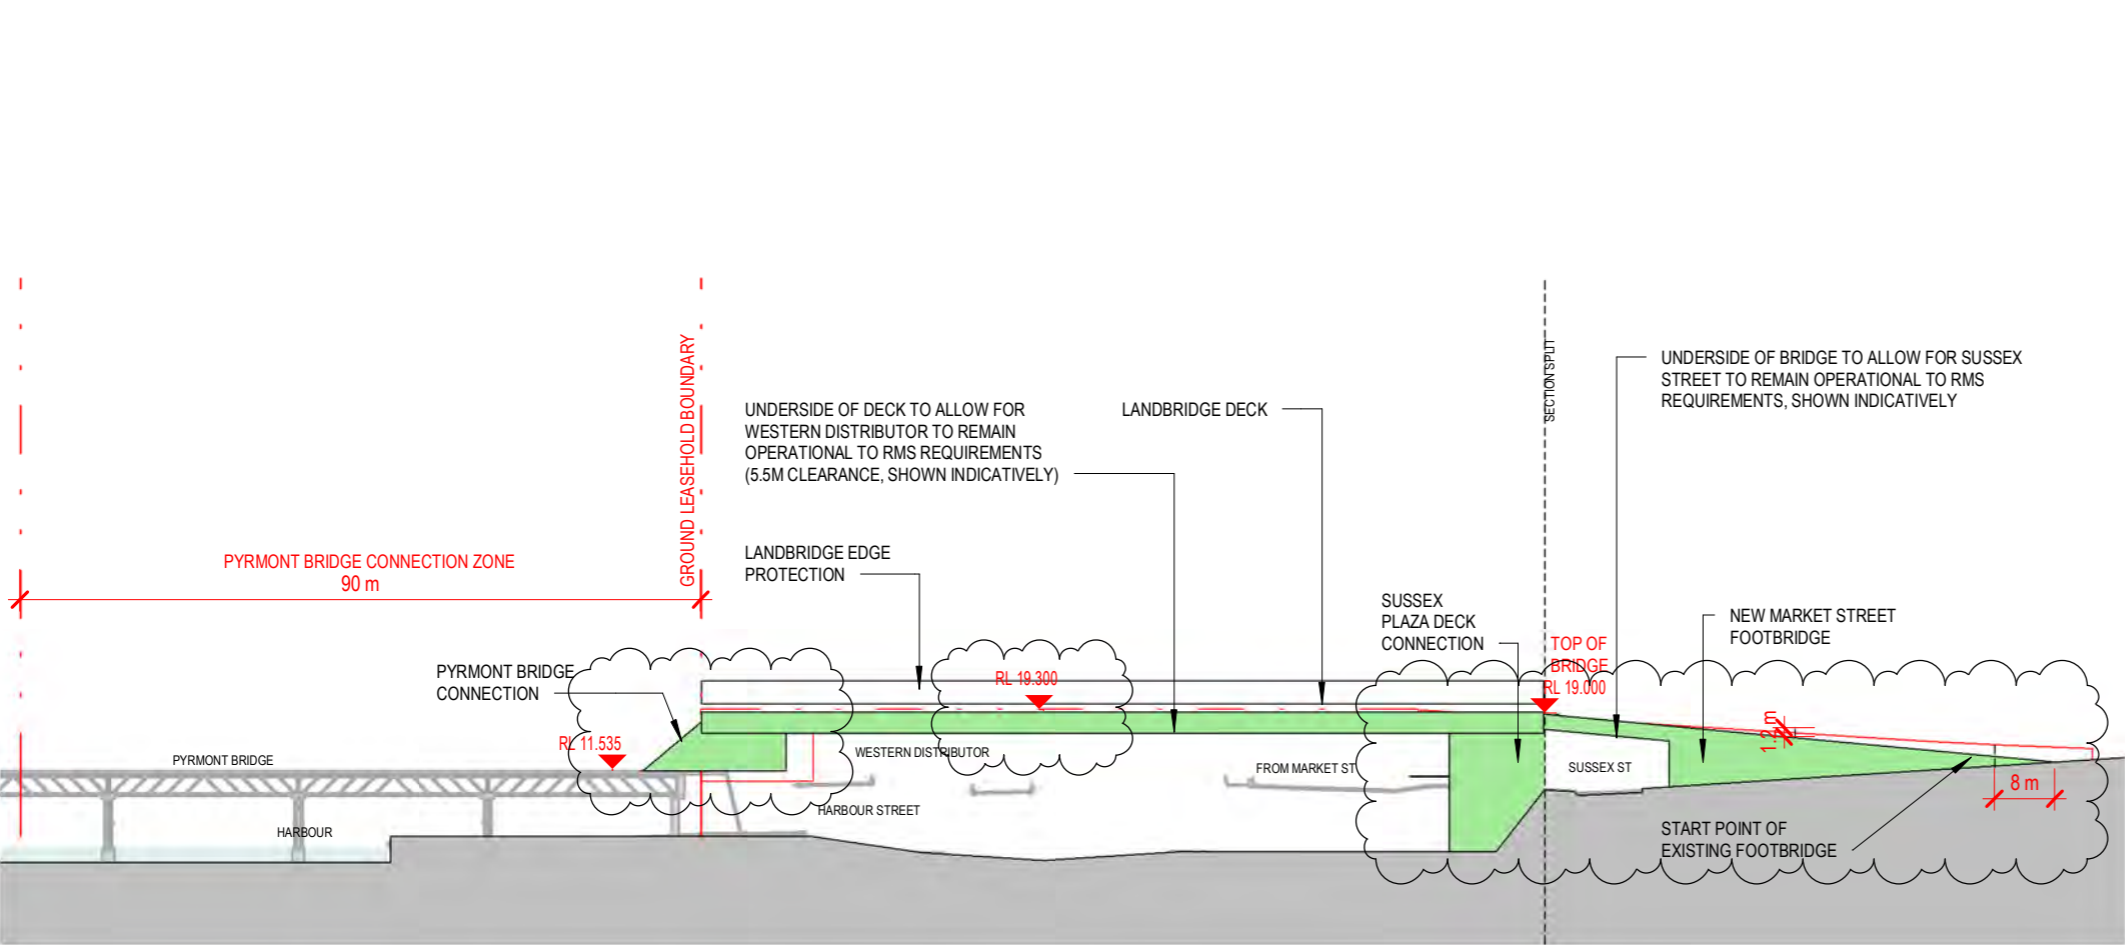 GROUND LEASEHOLD BOUNDARY
SECTION SPLIT
UNDERSIDE OF BRIDGE TO ALLOW FOR SUSSEX
STREET TO REMAIN OPERATIONAL TO RMS
REQUIREMENTS, SHOWN INDICATIVELY
UNDERSIDE OF DECK TO ALLOW FOR
WESTERN DISTRIBUTOR TO REMAIN
OPERATIONAL TO RMS REQUIREMENTS
(5.5M CLEARANCE, SHOWN INDICATIVELY)
LANDBRIDGE DECK
PYRMONT BRIDGE CONNECTION ZONE
90 m
LANDBRIDGE EDGE
PROTECTION
SUSSEX
PLAZA DECK
CONNECTION
TOP OF
BRIDGE
RL 19.000
NEW MARKET STREET
FOOTBRIDGE
PYRMONT BRIDGE
CONNECTION
RL 19.300
RL 11.535
1.2 m
PYRMONT BRIDGE
WESTERN DISTRIBUTOR
FROM MARKET ST
SUSSEX ST
8 m
HARBOUR STREET
HARBOUR
START POINT OF
EXISTING FOOTBRIDGE